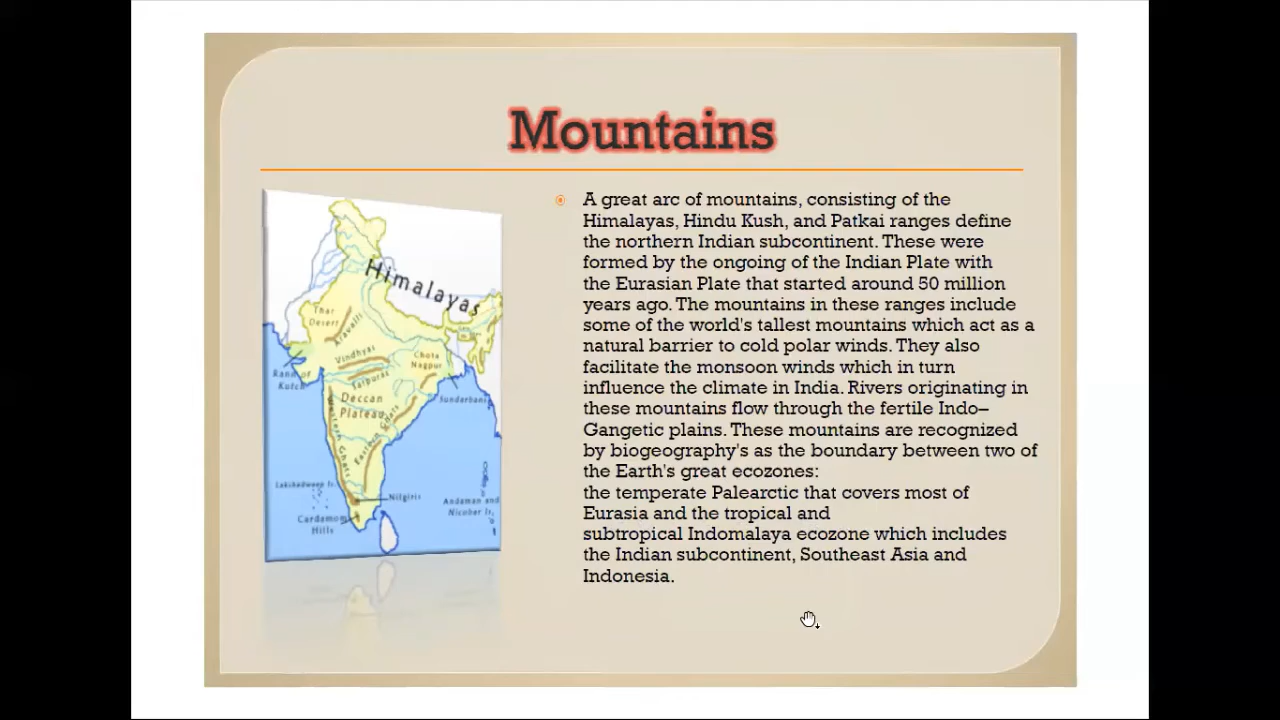 Mountains
A great arc of mountains, consisting of the
Himalayas, Hindu Kush, and Patkai ranges define
the northern Indian subcontinent. These were
formed by the ongoing of the Indian Plate with
the Eurasian Plate that started around 50 million
years ago. The mountains in these ranges include
some of the world's tallest mountains which act as a
natural barrier to cold polar winds. They also
facilitate the monsoon winds which in turn
influence the climate in India. Rivers originating in
these mountains flow through the fertile Indo–
Gangetic plains. These mountains are recognized
by biogeography's as the boundary between two of
the Earth's great ecozones:
the temperate Palearctic that covers most of
Eurasia and the tropical and
subtropical Indomalaya ecozone which includes
the Indian subcontinent, Southeast Asia and
Indonesia.
Himalayas
Thar
Desert
Aravalli
Vindhyas
Satpuras
Chota
Nagpur
Rann of
Kutch
Deccan
Plateau
Sundarbans
Western Ghats
Eastern Ghats
Lakshadweep Is.
Nilgiris
Cardamom
Hills
Andaman and
Nicobar Is.